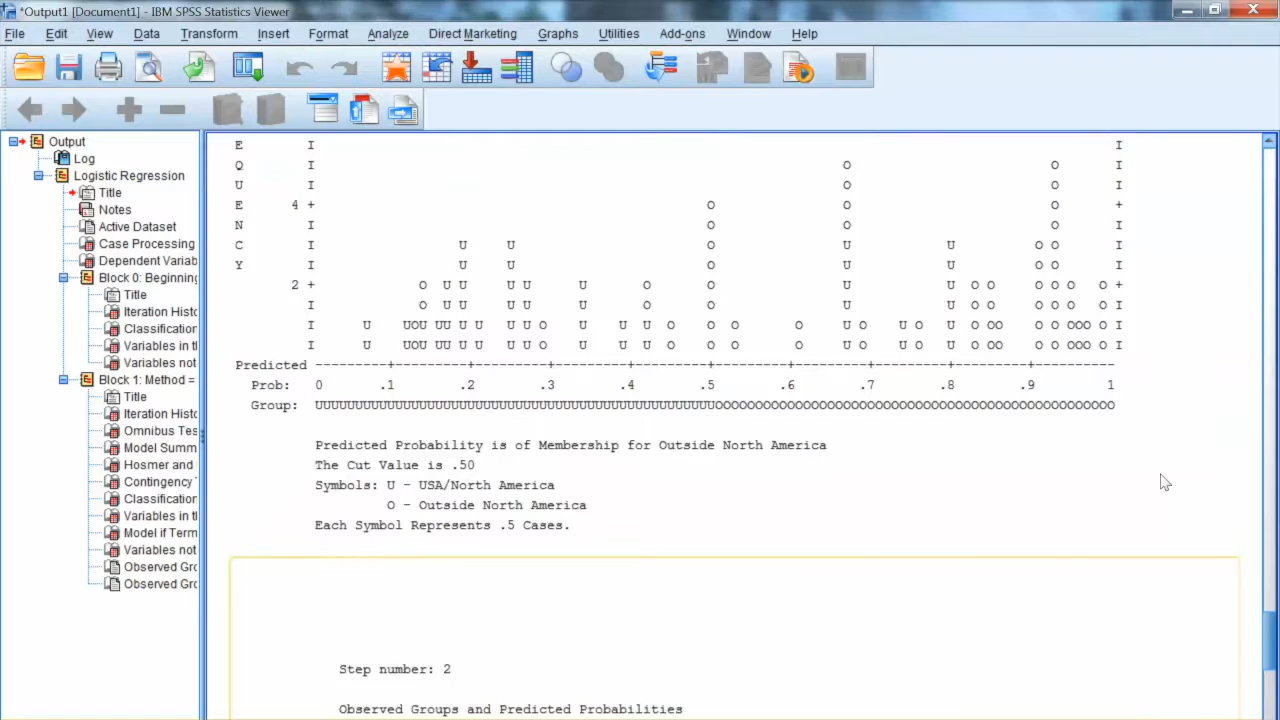 *Output1 [Document1] - IBM SPSS Statistics Viewer
File Edit View Data Transform Insert Format Analyze Direct Marketing Graphs Utilities Add-ons Window Help
Output
Log
Logistic Regression
Title
Notes
Active Dataset
Case Processing
Dependent Variab
Block 0: Beginning
Title
Iteration Histo
Classification
Variables in th
Variables not
Block 1: Method =
Title
Iteration Histo
Omnibus Tes
Model Summ
Hosmer and
Contingency
Classification
Variables in th
Model if Term
Variables not
Observed Gro
Observed Gro
E I I
Q I O O I
U I O O I
E 4 + O O O +
N I O O O I
C I U U O U U O O I
Y I U U O U U O O I
2 + O U U U U U O O U U O O O O O O +
I O U U U U U O O U U O O O O O O I
I U UOU UU U U U U O U U U O O O O U O U O U O OO O O OOO O I
I U UOU UU U U U U O U U U O O O O U O U O U O OO O O OOO O I
Predicted ---------+---------+---------+---------+---------+---------+---------+---------+---------+----------
Prob: 0 .1 .2 .3 .4 .5 .6 .7 .8 .9 1
Group: UUUUUUUUUUUUUUUUUUUUUUUUUUUUUUUUUUUUUUUUUUUUUUUUUUOOOOOOOOOOOOOOOOOOOOOOOOOOOOOOOOOOOOOOOOOOOOOOOOOO
Predicted Probability is of Membership for Outside North America
The Cut Value is .50
Symbols: U - USA/North America
O - Outside North America
Each Symbol Represents .5 Cases.
Step number: 2
Observed Groups and Predicted Probabilities